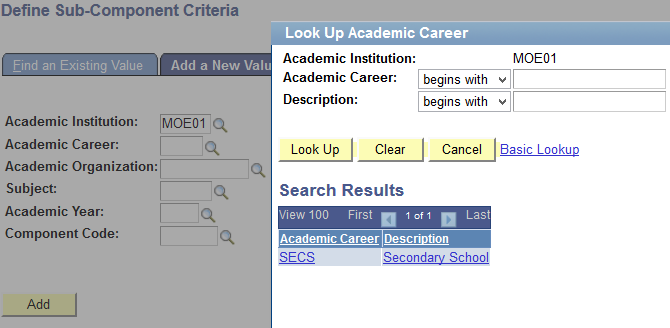 Define Sub-Component Criteria
Find an Existing Value
Add a New Valu
Academic Institution: MOE01
Academic Career:
Academic Organization:
Subject:
Academic Year:
Component Code:
Add
Look Up Academic Career
Academic Institution: MOE01
Academic Career: begins with
Description: begins with
Look Up Clear Cancel Basic Lookup
Search Results
View 100 First 1 of 1 Last
Academic Career Description
SECS Secondary School